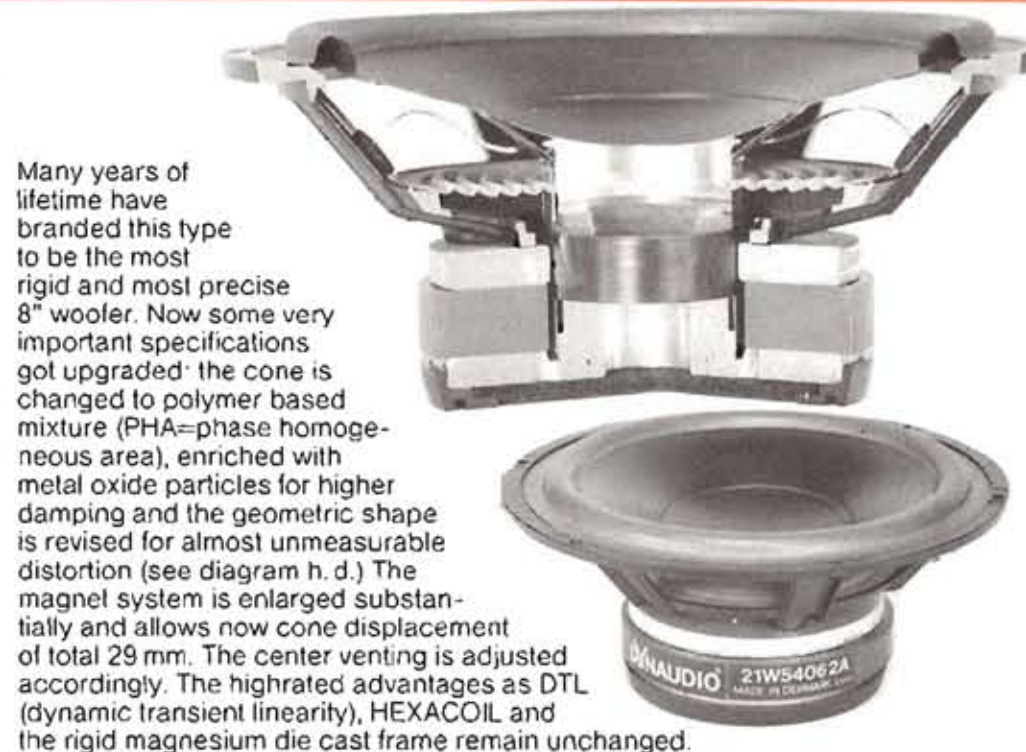 Many years of
lifetime have
branded this type
to be the most
rigid and most precise
8" woofer. Now some very
important specifications
got upgraded: the cone is
changed to polymer based
mixture (PHA=phase homoge-
neous area), enriched with
metal oxide particles for higher
damping and the geometric shape
is revised for almost unmeasurable
distortion (see diagram h. d.) The
magnet system is enlarged substan-
tially and allows now cone displacement
of total 29 mm. The center venting is adjusted
accordingly. The highrated advantages as DTL
(dynamic transient linearity), HEXACOIL and
the rigid magnesium die cast frame remain unchanged.
DYNAUDIO 21W54062A
MADE IN DENMARK